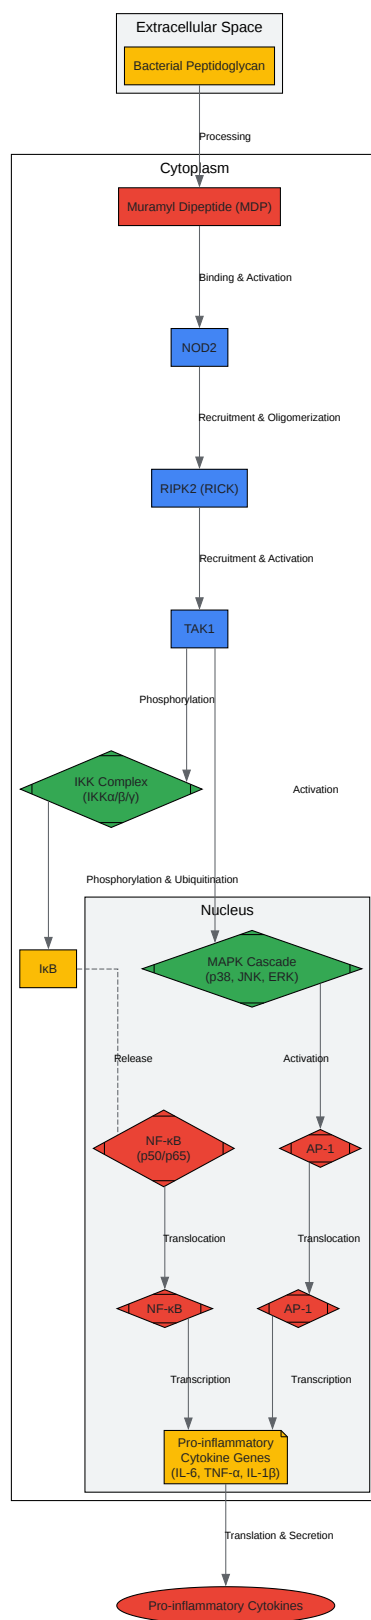 Extracellular Space
Bacterial Peptidoglycan
Processing
Cytoplasm
Muramyl Dipeptide (MDP)
Binding & Activation
NOD2
Recruitment & Oligomerization
RIPK2 (RICK)
Recruitment & Activation
TAK1
Phosphorylation
IKK Complex
(IKKα/β/γ)
Activation
Phosphorylation & Ubiquitination
Nucleus
MAPK Cascade
(p38, JNK, ERK)
IκB
Release
Activation
NF-κB
(p50/p65)
AP-1
Translocation
Translocation
NF-κB
AP-1
Transcription
Transcription
Pro-inflammatory
Cytokine Genes
(IL-6, TNF-α, IL-1β)
Translation & Secretion
Pro-inflammatory Cytokines